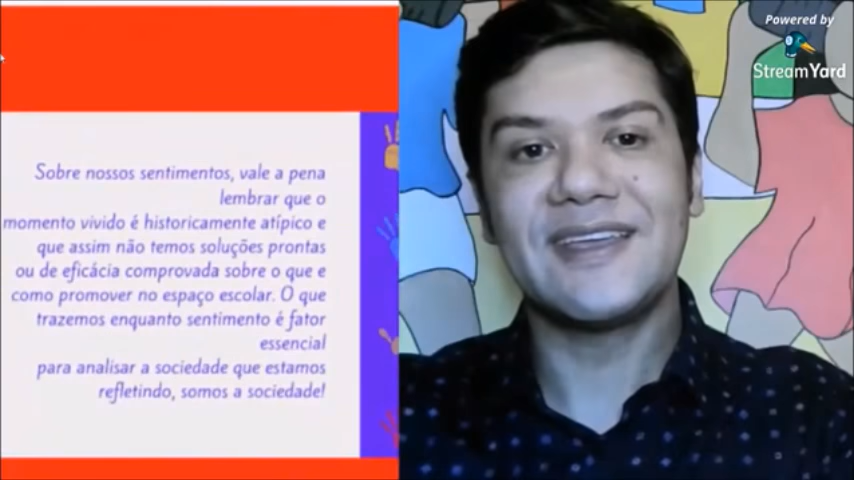 Sobre nossos sentimentos, vale a pena
lembrar que o
momento vivido é historicamente atípico e
que assim não temos soluções prontas
ou de eficácia comprovada sobre o que e
como promover no espaço escolar. O que
trazemos enquanto sentimento é fator
essencial
para analisar a sociedade que estamos
refletindo, somos a sociedade!
Powered by
StreamYard